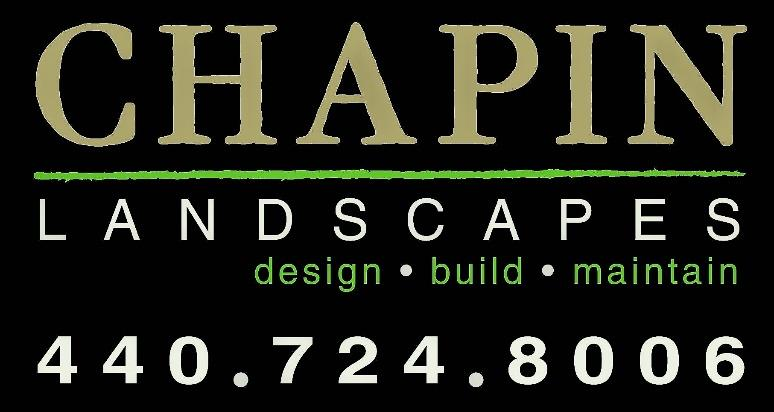 CHAPIN
LANDSCAPES
design • build • maintain
440.724.8006